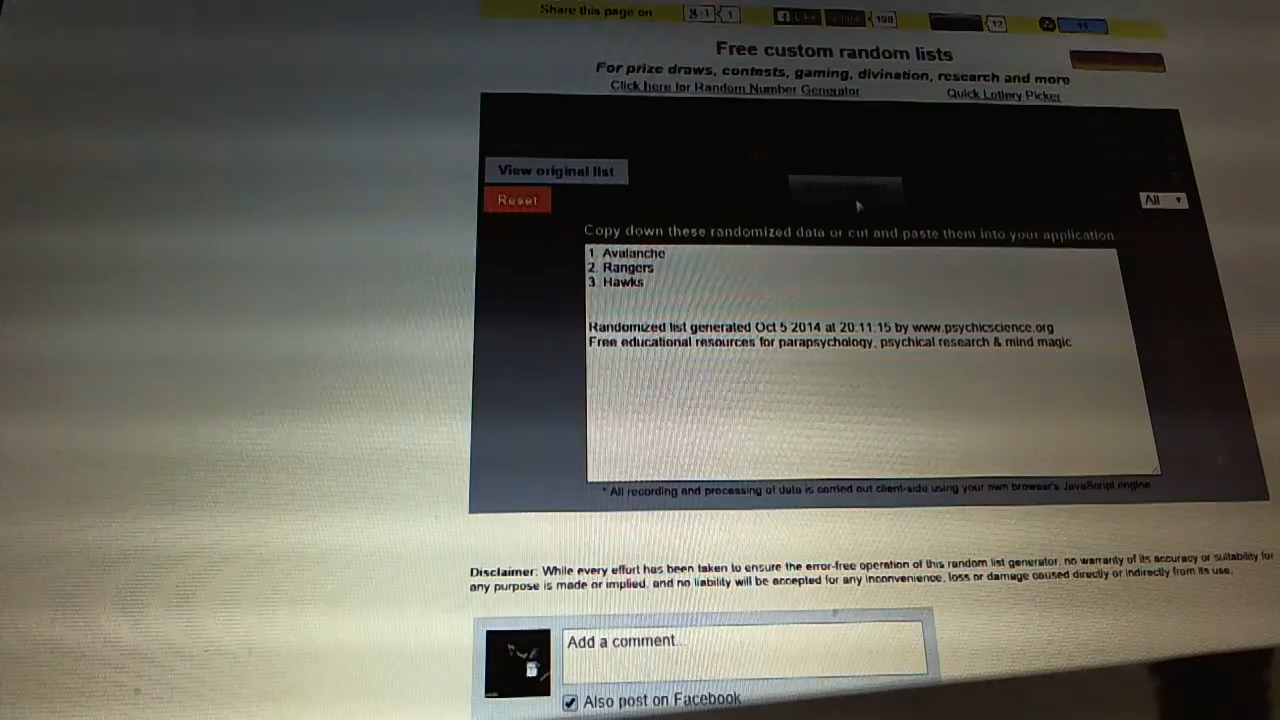 Share this page on
1
198
12
11
Free custom random lists
For prize draws, contests, gaming, divination, research and more
Click here for Random Number Generator
Quick Lottery Picker
View original list
Reset
All
Copy down these randomized data or cut and paste them into your application
1. Avalanche
2. Rangers
3. Hawks
Randomized list generated Oct 5 2014 at 20:11:15 by www.psychicscience.org
Free educational resources for parapsychology, psychical research & mind magic
* All recording and processing of data is carried out client-side using your own browser's JavaScript engine
Disclaimer: While every effort has been taken to ensure the error-free operation of this random list generator, no warranty of its accuracy or suitability for
any purpose is made or implied, and no liability will be accepted for any inconvenience, loss or damage caused directly or indirectly from its use.
Add a comment...
Also post on Facebook